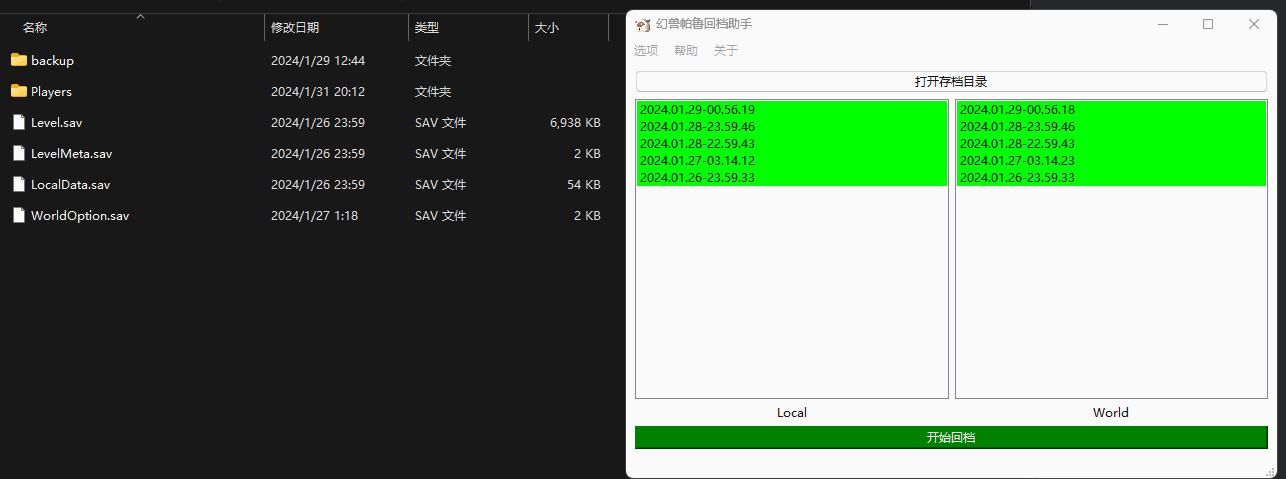 名称 修改日期 类型 大小
backup 2024/1/29 12:44 文件夹
Players 2024/1/31 20:12 文件夹
Level.sav 2024/1/26 23:59 SAV 文件 6,938 KB
LevelMeta.sav 2024/1/26 23:59 SAV 文件 2 KB
LocalData.sav 2024/1/26 23:59 SAV 文件 54 KB
WorldOption.sav 2024/1/27 1:18 SAV 文件 2 KB
幻兽帕鲁回档助手
选项 帮助 关于
打开存档目录
2024.01.29-00.56.19
2024.01.28-23.59.46
2024.01.28-22.59.43
2024.01.27-03.14.12
2024.01.26-23.59.33
Local
2024.01.29-00.56.18
2024.01.28-23.59.46
2024.01.28-22.59.43
2024.01.27-03.14.23
2024.01.26-23.59.33
World
开始回档